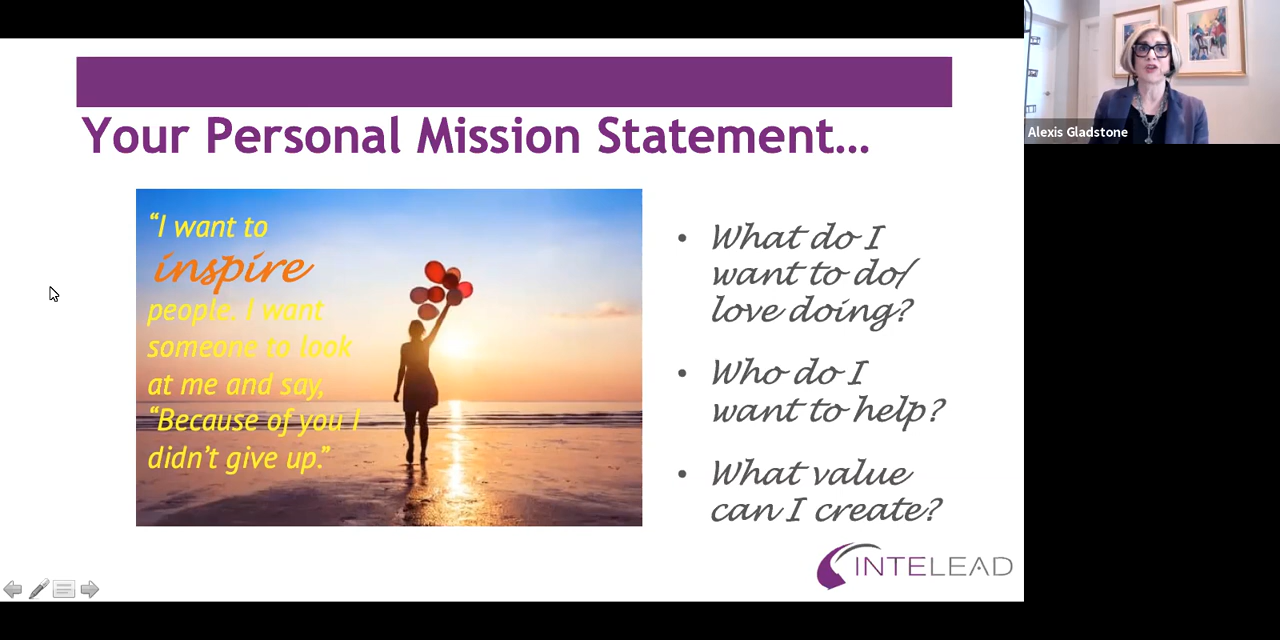 Alexis Gladstone
Your Personal Mission Statement...
“I want to
inspire
people. I want
someone to look
at me and say,
“Because of you I
didn’t give up.”
• What do I
want to do/
love doing?
• Who do I
want to help?
• What value
can I create?
INTELEAD